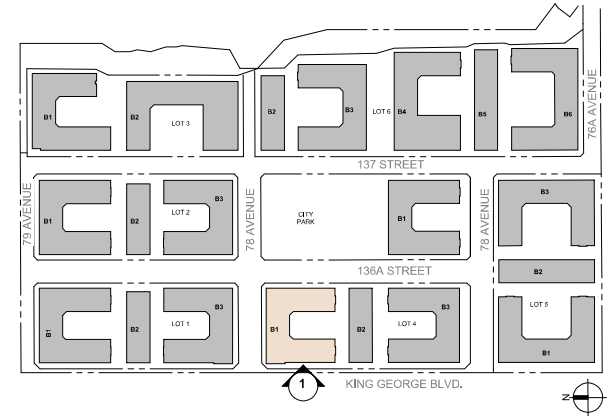 B1
B2
LOT 3
B2
B3
LOT 6
B4
B5
B6
76A AVENUE
137 STREET
79 AVENUE
B1
B2
LOT 2
B3
78 AVENUE
CITY
PARK
B1
78 AVENUE
B3
136A STREET
B2
B1
B2
LOT 1
B3
B1
B2
LOT 4
B3
LOT 5
B1
1
KING GEORGE BLVD.
N